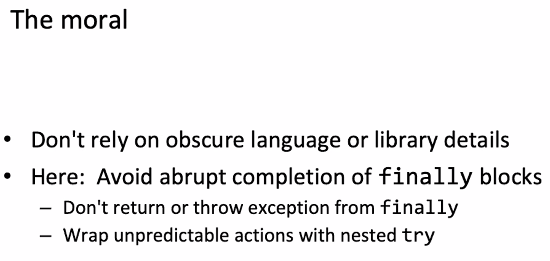 The moral
• Don't rely on obscure language or library details
• Here: Avoid abrupt completion of finally blocks
– Don't return or throw exception from finally
– Wrap unpredictable actions with nested try